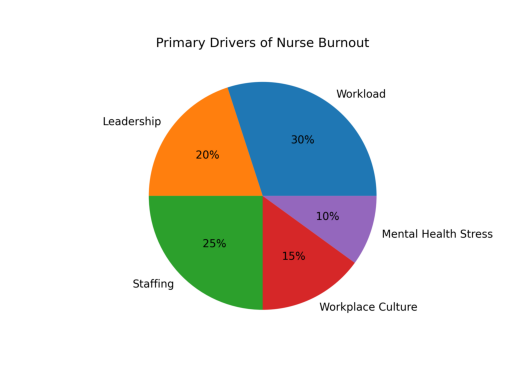 Primary Drivers of Nurse Burnout
Workload
30%
Leadership
20%
Staffing
25%
Workplace Culture
15%
Mental Health Stress
10%